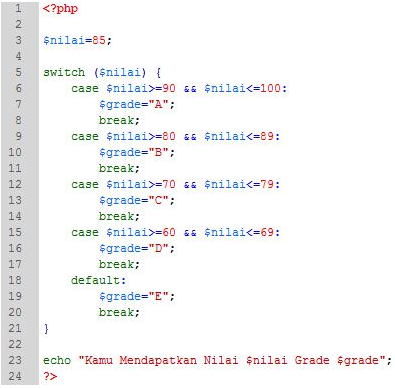 1 <?php
2
3 $nilai=85;
4
5 switch ($nilai) {
6 case $nilai>=90 && $nilai<=100:
7 $grade="A";
8 break;
9 case $nilai>=80 && $nilai<=89:
10 $grade="B";
11 break;
12 case $nilai>=70 && $nilai<=79:
13 $grade="C";
14 break;
15 case $nilai>=60 && $nilai<=69:
16 $grade="D";
17 break;
18 default:
19 $grade="E";
20 break;
21 }
22
23 echo "Kamu Mendapatkan Nilai $nilai Grade $grade";
24 ?>